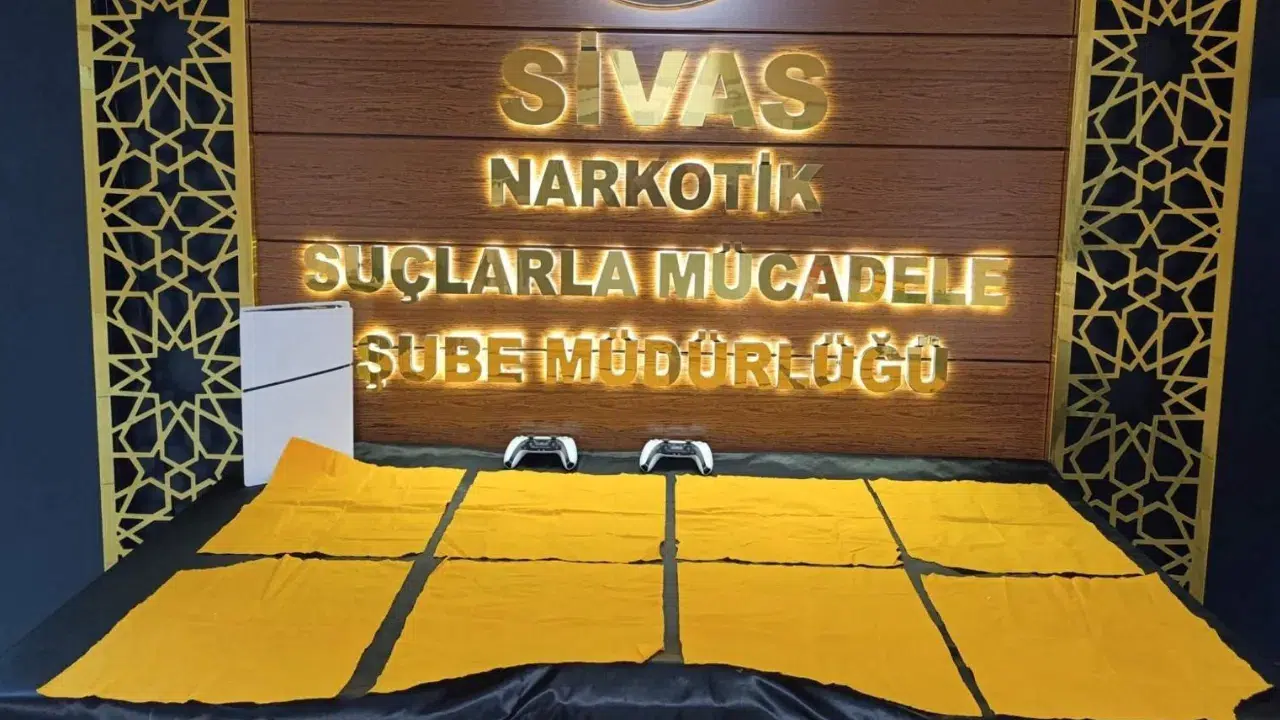 SİVAS
NARKOTİK
SUÇLARLA MÜCADELE
ŞUBE MÜDÜRLÜĞÜ